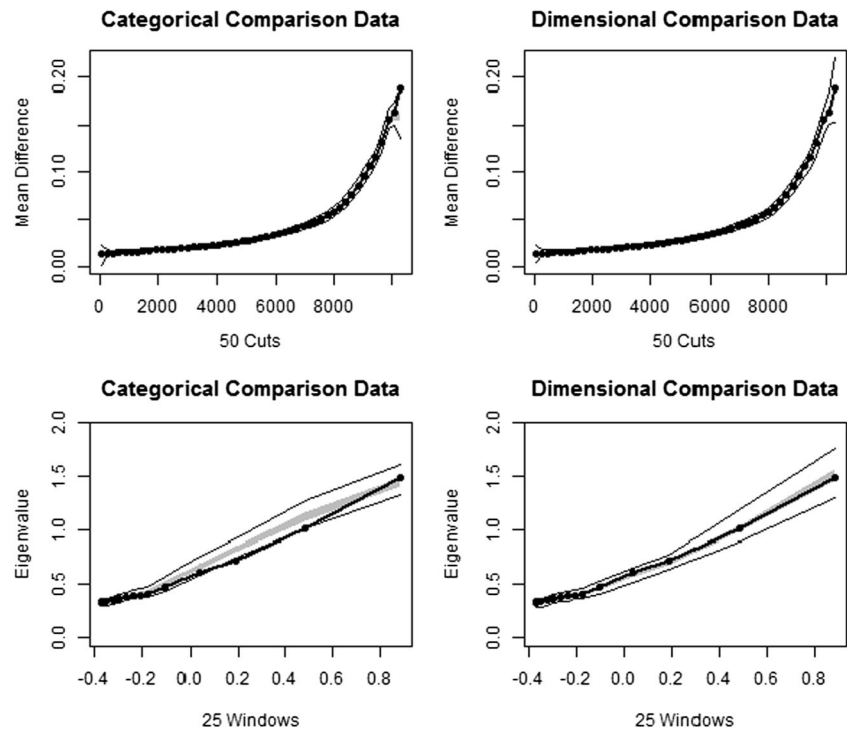 Categorical Comparison Data
Dimensional Comparison Data
Mean Difference
0.00 0.10 0.20
0 2000 4000 6000 8000
50 Cuts
Mean Difference
0.00 0.10 0.20
0 2000 4000 6000 8000
50 Cuts
Categorical Comparison Data
Dimensional Comparison Data
Eigenvalue
0.0 0.5 1.0 1.5 2.0
-0.4 -0.2 0.0 0.2 0.4 0.6 0.8
25 Windows
Eigenvalue
0.0 0.5 1.0 1.5 2.0
-0.4 -0.2 0.0 0.2 0.4 0.6 0.8
25 Windows